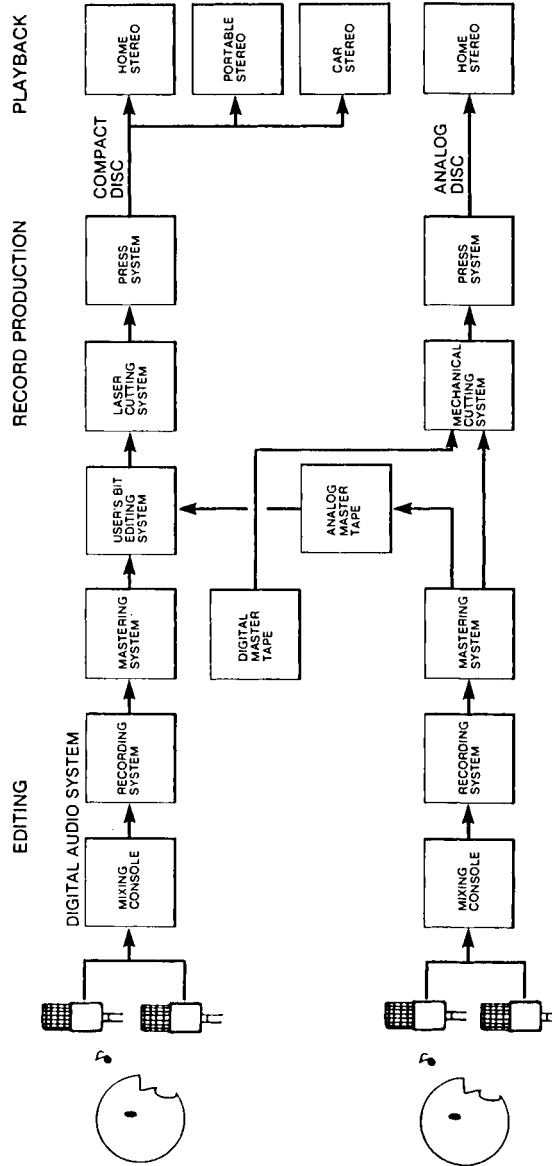 EDITING
RECORD PRODUCTION
PLAYBACK
DIGITAL AUDIO SYSTEM
MIXING
CONSOLE
RECORDING
SYSTEM
MASTERING
SYSTEM
USER'S BIT
EDITING
SYSTEM
LASER
CUTTING
SYSTEM
PRESS
SYSTEM
COMPACT
DISC
HOME
STEREO
PORTABLE
STEREO
CAR
STEREO
DIGITAL
MASTER
TAPE
ANALOG
MASTER
TAPE
MIXING
CONSOLE
RECORDING
SYSTEM
MASTERING
SYSTEM
MECHANICAL
CUTTING
SYSTEM
PRESS
SYSTEM
ANALOG
DISC
HOME
STEREO